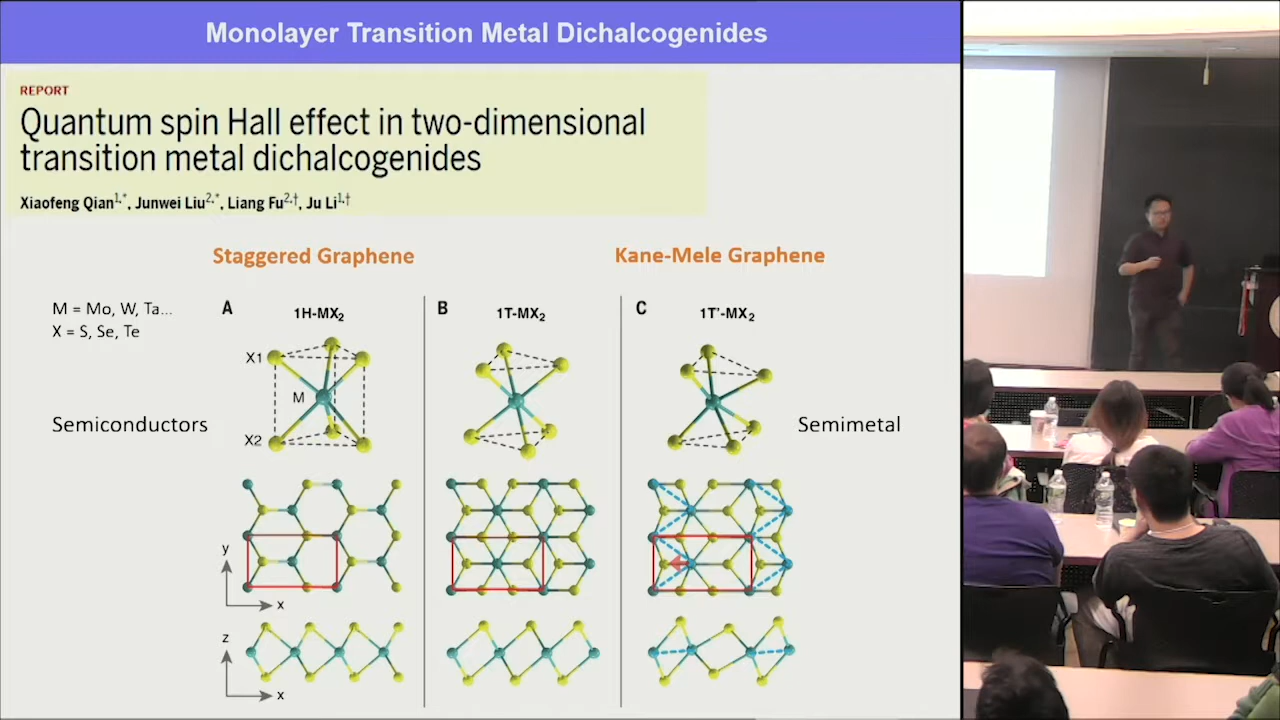 Monolayer Transition Metal Dichalcogenides
REPORT
Quantum spin Hall effect in two-dimensional
transition metal dichalcogenides
Xiaofeng Qian1,*, Junwei Liu2,*, Liang Fu2,†, Ju Li1,†
Staggered Graphene
Kane-Mele Graphene
M = Mo, W, Ta...
X = S, Se, Te
A
1H-MX2
B
1T-MX2
C
1T'-MX2
X1
M
X2
Semiconductors
Semimetal
y
x
z
x